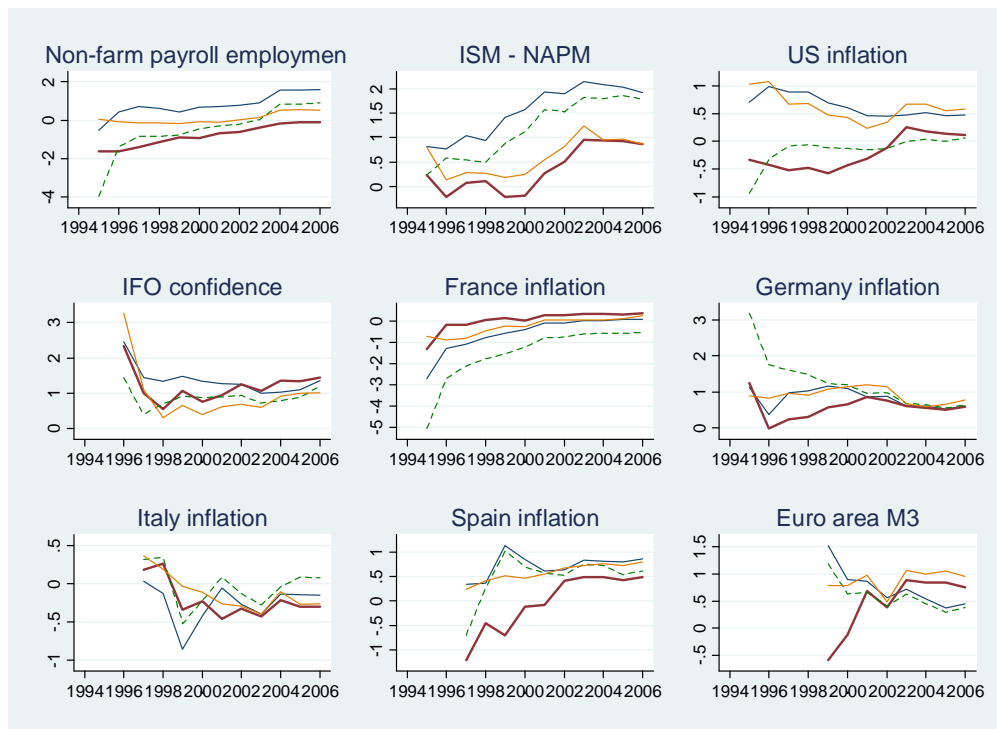 Non-farm payroll employmen
ISM - NAPM
US inflation
-4 -2 0 2
0 .5 1 1.5 2
-1 -.5 0 .5 1
1994 1996 1998 2000 2002 2004 2006
1994 1996 1998 2000 2002 2004 2006
1994 1996 1998 2000 2002 2004 2006
IFO confidence
France inflation
Germany inflation
0 1 2 3
-5 -4 -3 -2 -1 0
0 1 2 3
1994 1996 1998 2000 2002 2004 2006
1994 1996 1998 2000 2002 2004 2006
1994 1996 1998 2000 2002 2004 2006
Italy inflation
Spain inflation
Euro area M3
-1 -.5 0 .5
-1 -.5 0 .5 1
-.5 0 .5 1 1.5
1994 1996 1998 2000 2002 2004 2006
1994 1996 1998 2000 2002 2004 2006
1994 1996 1998 2000 2002 2004 2006